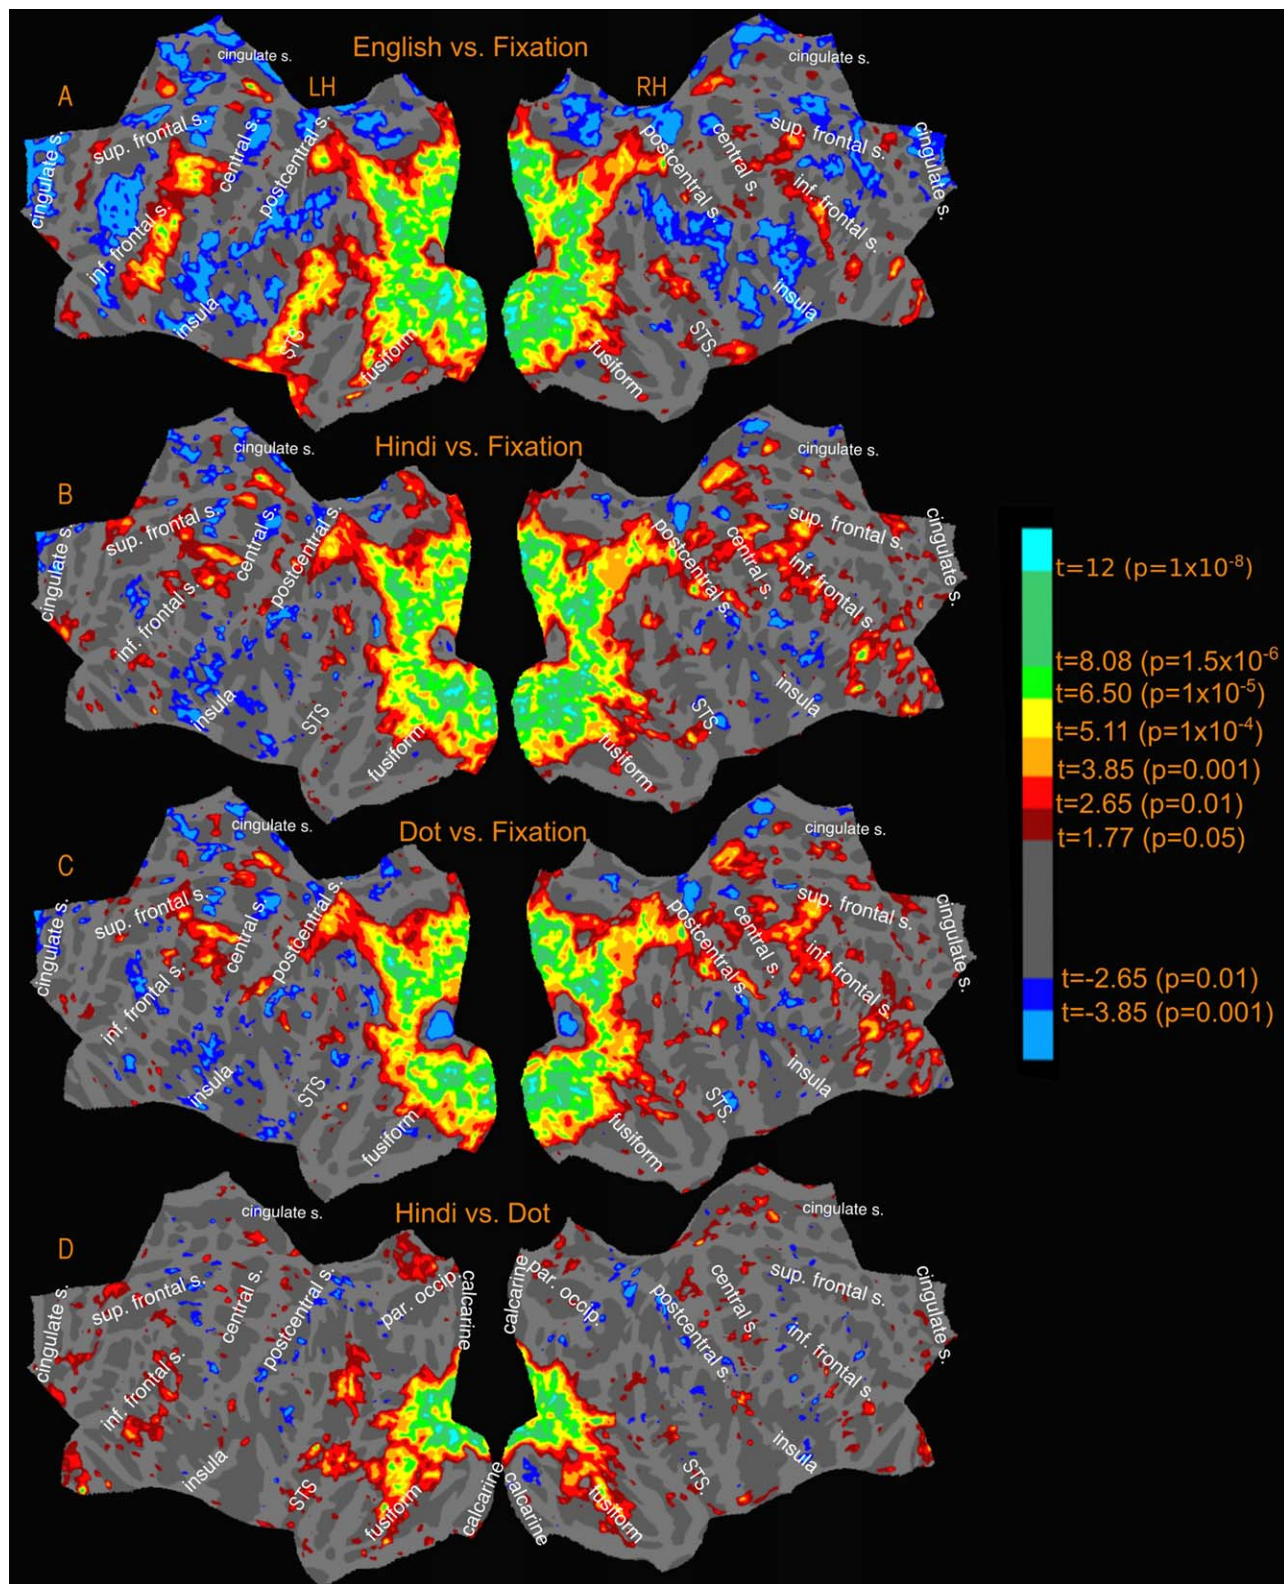 English vs. Fixation
A
LH
RH
cingulate s.
cingulate s.
cingulate s.
sup. frontal s.
central s.
postcentral s.
inf. frontal s.
insula
STS
fusiform
postcentral s.
central s.
sup. frontal s.
cingulate s.
inf. frontal s.
insula
STS.
fusiform
Hindi vs. Fixation
B
cingulate s.
cingulate s.
cingulate s.
sup. frontal s.
central s.
postcentral s.
inf. frontal s.
insula
STS
fusiform
postcentral s.
central s.
sup. frontal s.
cingulate s.
inf. frontal s.
insula
STS.
fusiform
t=12 (p=1x10-8)
t=8.08 (p=1.5x10-6
t=6.50 (p=1x10-5)
t=5.11 (p=1x10-4)
t=3.85 (p=0.001)
t=2.65 (p=0.01)
t=1.77 (p=0.05)
t=-2.65 (p=0.01)
t=-3.85 (p=0.001)
Dot vs. Fixation
C
cingulate s.
cingulate s.
cingulate s.
sup. frontal s.
central s.
postcentral s.
inf. frontal s.
insula
STS
fusiform
postcentral s.
central s.
sup. frontal s.
cingulate s.
inf. frontal s.
insula
STS.
fusiform
Hindi vs. Dot
D
cingulate s.
cingulate s.
cingulate s.
sup. frontal s.
central s.
postcentral s.
par. occip.
calcarine
inf. frontal s.
insula
STS
fusiform
calcarine
calcarine
par. occip.
postcentral s.
central s.
sup. frontal s.
cingulate s.
inf. frontal s.
insula
STS.
fusiform
calcarine